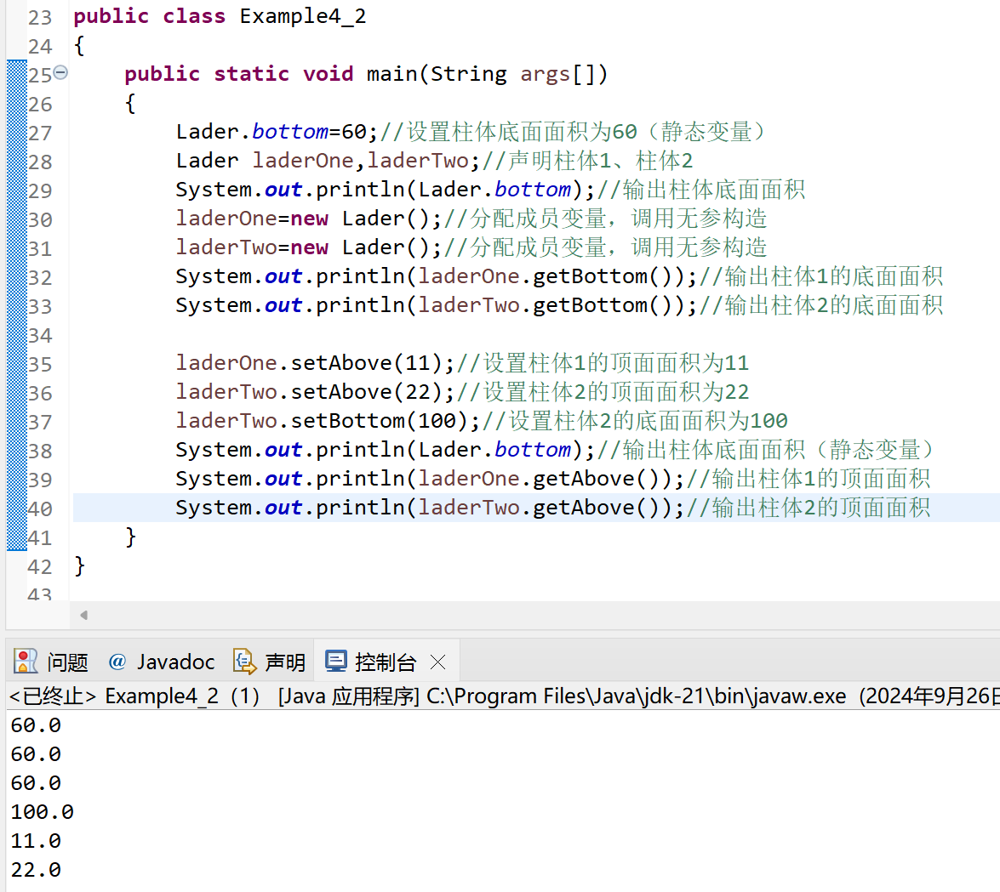 23 public class Example4_2
24 {
25 public static void main(String args[])
26 {
27 Lader.bottom=60;//设置柱体底面面积为60（静态变量）
28 Lader laderOne,laderTwo;//声明柱体1、柱体2
29 System.out.println(Lader.bottom);//输出柱体底面面积
30 laderOne=new Lader();//分配成员变量，调用无参构造
31 laderTwo=new Lader();//分配成员变量，调用无参构造
32 System.out.println(laderOne.getBottom());//输出柱体1的底面面积
33 System.out.println(laderTwo.getBottom());//输出柱体2的底面面积
34
35 laderOne.setAbove(11);//设置柱体1的顶面面积为11
36 laderTwo.setAbove(22);//设置柱体2的顶面面积为22
37 laderTwo.setBottom(100);//设置柱体2的底面面积为100
38 System.out.println(Lader.bottom);//输出柱体底面面积（静态变量）
39 System.out.println(laderOne.getAbove());//输出柱体1的顶面面积
40 System.out.println(laderTwo.getAbove());//输出柱体2的顶面面积
41 }
42 }
43
问题 @ Javadoc 声明 控制台
<已终止> Example4_2（1） [Java 应用程序] C:\Program Files\Java\jdk-21\bin\javaw.exe（2024年9月26日
60.0
60.0
60.0
100.0
11.0
22.0